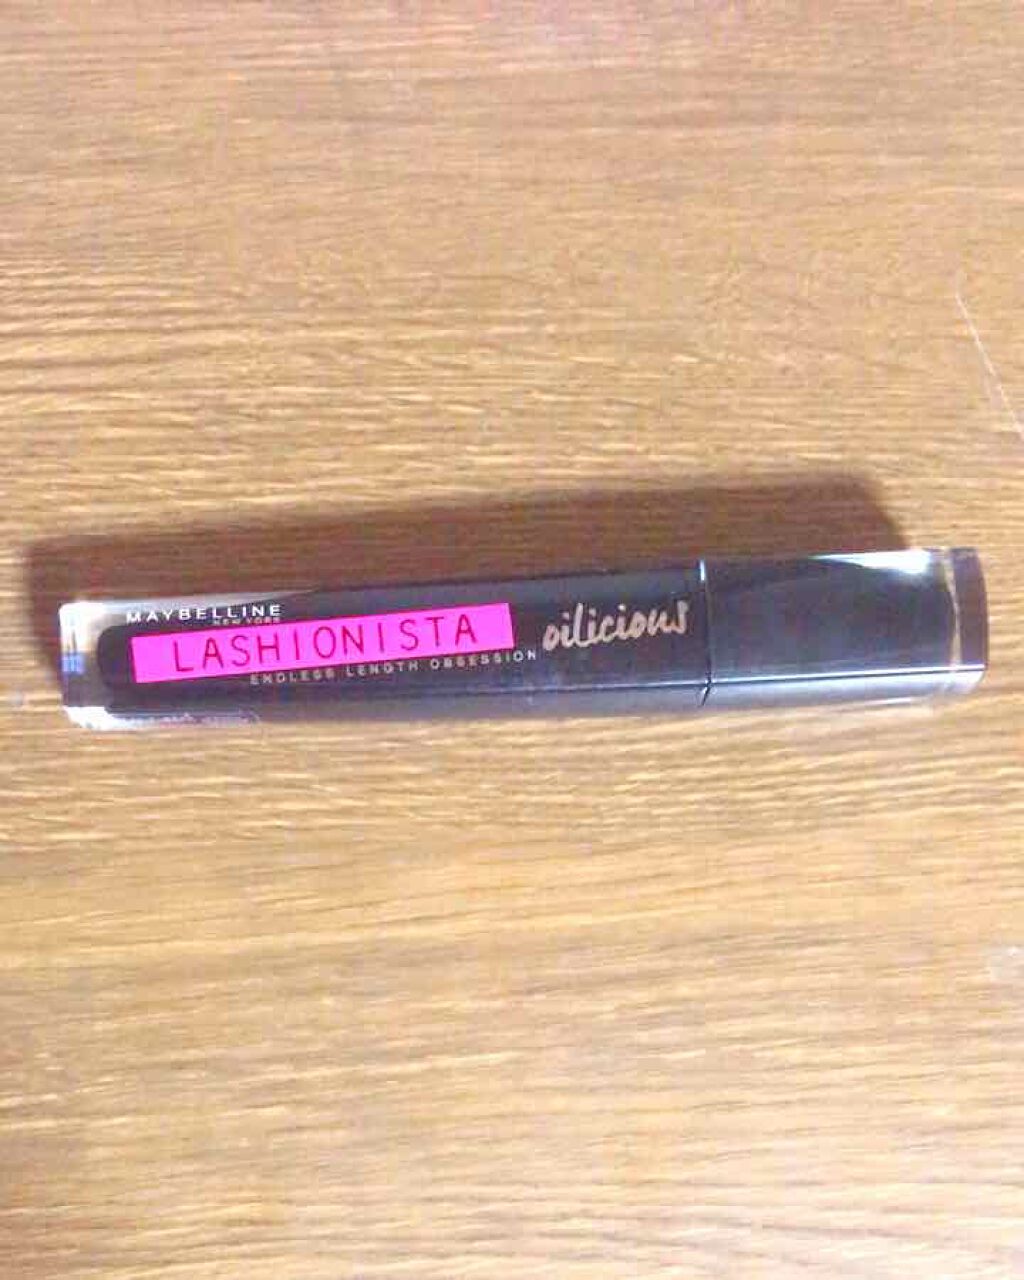 MAYBELLINE
NEW YORK
LASHIONISTA
oilicious
ENDLESS LENGTH OBSESSION